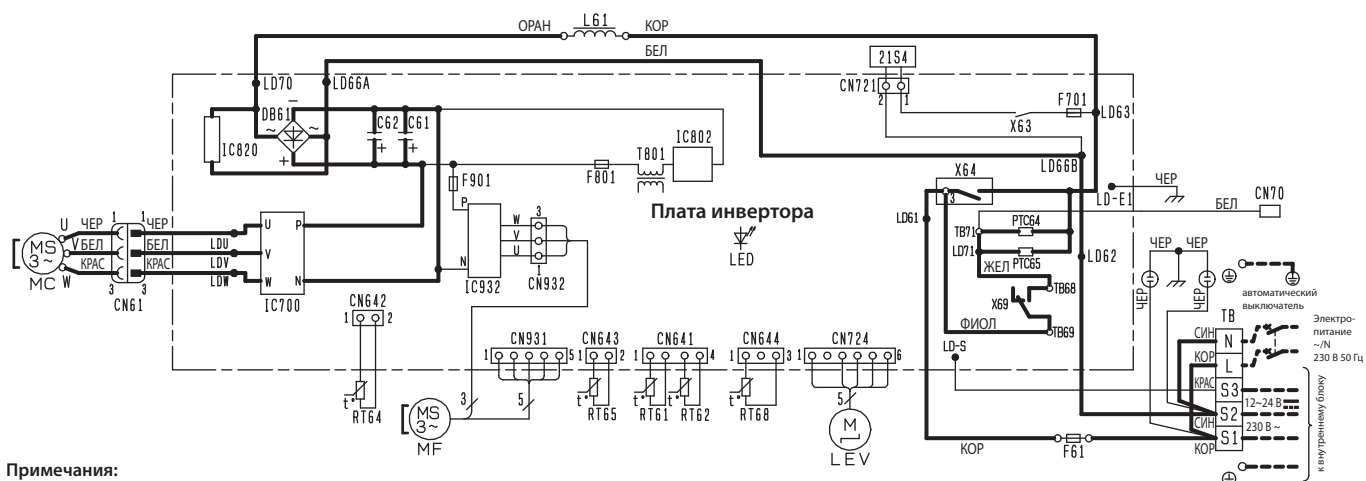 ОРАН L61 КОР
БЕЛ
21S4
LD70 LD66A CN721
2 1 F701
DB61 − C62 C61 X63 LD63
~ ~
IC820 + + + T801 IC802
F901 F801 LD66B
X64
3
P Плата инвертора LD61 LD-E1 ЧЕР CN70
БЕЛ
TB71 PTC64
U ЧЕР 1 1 ЧЕР U P W 3 LED
V БЕЛ БЕЛ LDU V V LD71 PTC65 LD62 ЧЕР ЧЕР
MS 3~ КРАС КРАС LDV N U ЖЕЛ
MC W 3 3 LDW W N 1 TB68
CN61 IC700 IC932 CN932 X69 ЧЕР ЧЕР
автоматический
выключатель
CN642 ФИОЛ TB69 TB
1 2 Электро-
питание
~/N
230 В 50 Гц
CN931 CN643 CN641 CN644 CN724 LD-S СИН N
1 5 1 2 1 4 1 3 1 6 КОР L
КРАС S3
t° RT64 3 5 t° RT65 t° RT61 t° RT62 t° RT68 5 12~24 В S2
MS 3~ M СИН 230 В ~
MF LEV КОР F61 КОР S1
к внутреннему блоку
Примечания: